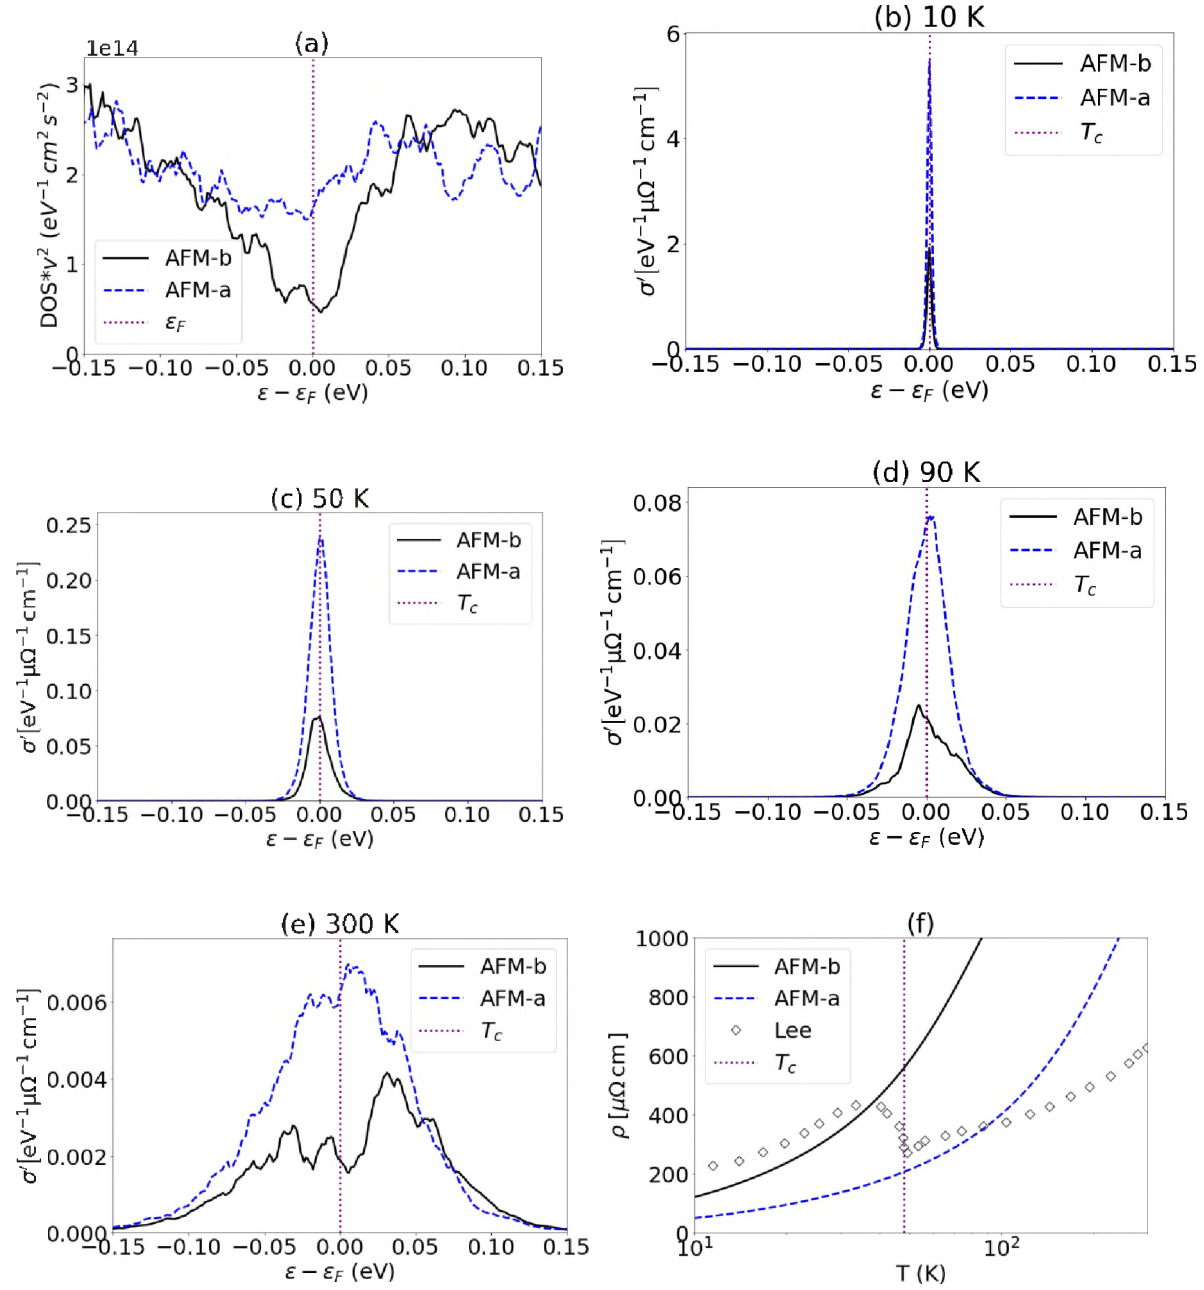 (a)
1e14
DOS*v² (eV⁻¹ cm² s⁻²)
3
2
1
0
AFM-b
AFM-a
εF
−0.15 −0.10 −0.05 0.00 0.05 0.10 0.15
ε − εF (eV)
(b) 10 K
σ′[eV⁻¹μΩ⁻¹ cm⁻¹]
6
4
2
0
AFM-b
AFM-a
Tc
−0.15 −0.10 −0.05 0.00 0.05 0.10 0.15
ε − εF (eV)
(c) 50 K
σ′[eV⁻¹μΩ⁻¹ cm⁻¹]
0.25
0.20
0.15
0.10
0.05
0.00
AFM-b
AFM-a
Tc
−0.15 −0.10 −0.05 0.00 0.05 0.10 0.15
ε − εF (eV)
(d) 90 K
σ′[eV⁻¹μΩ⁻¹ cm⁻¹]
0.08
0.06
0.04
0.02
0.00
AFM-b
AFM-a
Tc
−0.15 −0.10 −0.05 0.00 0.05 0.10 0.15
ε − εF (eV)
(e) 300 K
σ′[eV⁻¹μΩ⁻¹ cm⁻¹]
0.006
0.004
0.002
0.000
AFM-b
AFM-a
Tc
−0.15 −0.10 −0.05 0.00 0.05 0.10 0.15
ε − εF (eV)
(f)
ρ [μΩ cm]
1000
800
600
400
200
0
AFM-b
AFM-a
Lee
Tc
10¹ 10²
T (K)